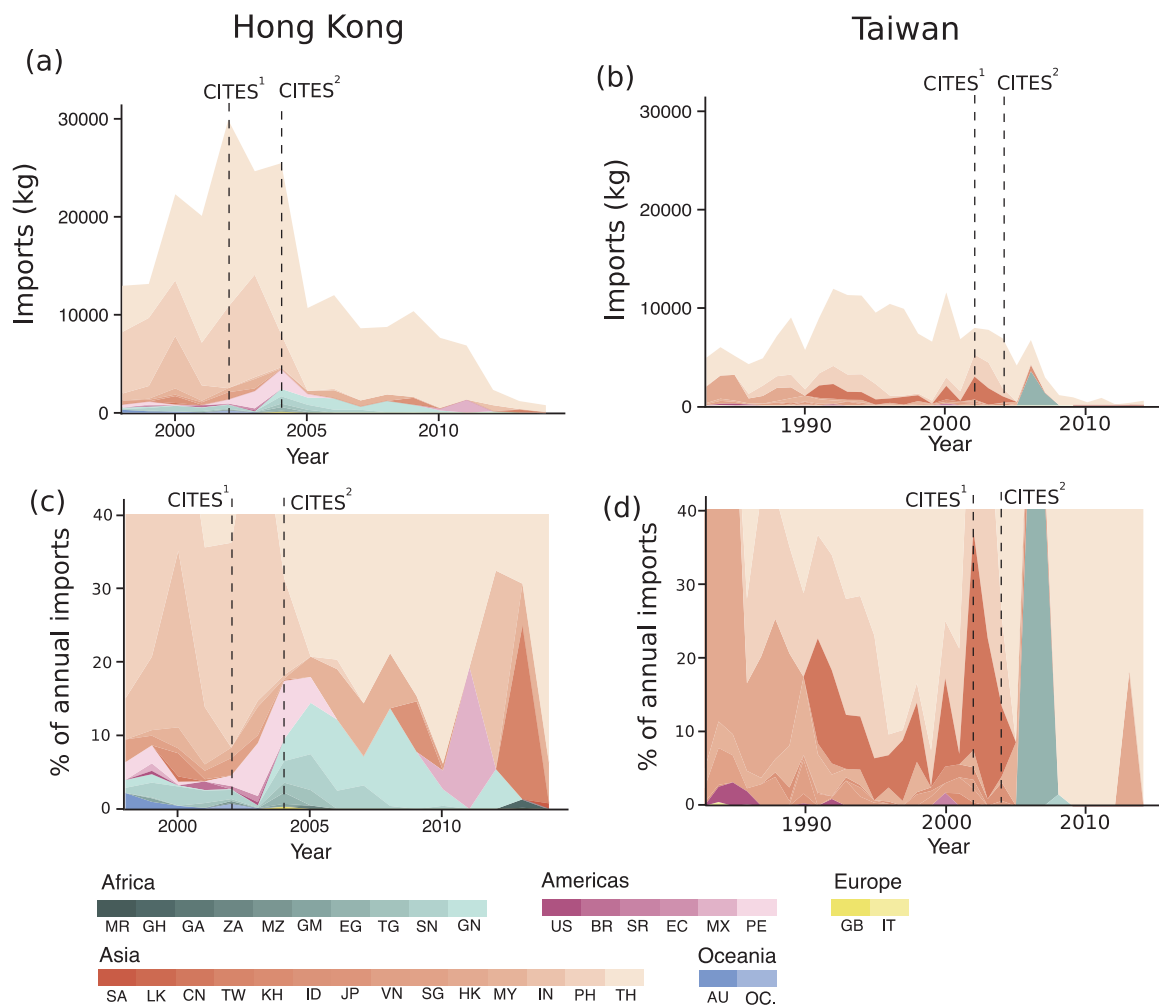 Hong Kong
Taiwan
(a)
CITES1
CITES2
Imports (kg)
30000
20000
10000
0
2000
2005
2010
Year
(b)
CITES1
CITES2
Imports (kg)
30000
20000
10000
0
1990
2000
2010
Year
(c)
CITES1
CITES2
% of annual imports
40
30
20
10
0
2000
2005
2010
Year
(d)
CITES1
CITES2
% of annual imports
40
30
20
10
0
1990
2000
2010
Year
Africa
MR GH GA ZA MZ GM EG TG SN GN
Americas
US BR SR EC MX PE
Europe
GB IT
Asia
SA LK CN TW KH ID JP VN SG HK MY IN PH TH
Oceania
AU OC.